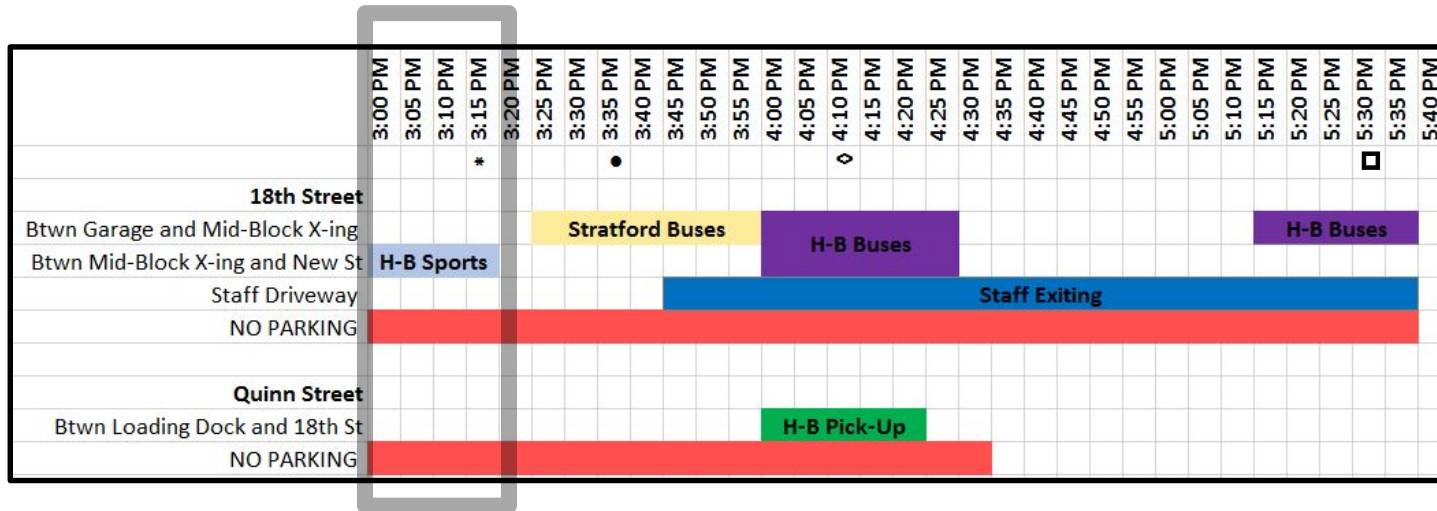 3:00 PM 3:05 PM 3:10 PM 3:15 PM 3:20 PM 3:25 PM 3:30 PM 3:35 PM 3:40 PM 3:45 PM 3:50 PM 3:55 PM 4:00 PM 4:05 PM 4:10 PM 4:15 PM 4:20 PM 4:25 PM 4:30 PM 4:35 PM 4:40 PM 4:45 PM 4:50 PM 4:55 PM 5:00 PM 5:05 PM 5:10 PM 5:15 PM 5:20 PM 5:25 PM 5:30 PM 5:35 PM 5:40 PM
* ● ◊ □
18th Street
Btwn Garage and Mid-Block X-ing Stratford Buses H-B Buses H-B Buses
Btwn Mid-Block X-ing and New St H-B Sports
Staff Driveway Staff Exiting
NO PARKING
Quinn Street
Btwn Loading Dock and 18th St H-B Pick-Up
NO PARKING